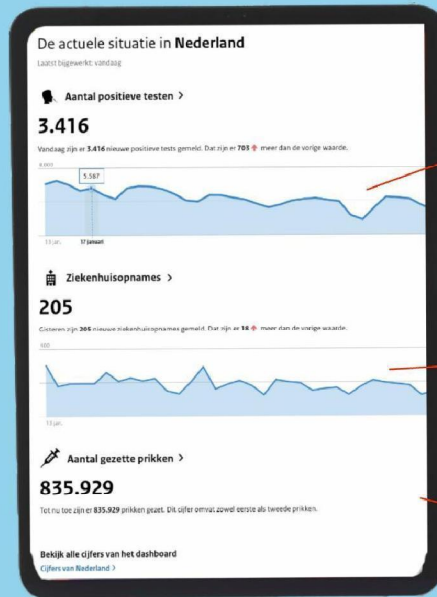 De actuele situatie in Nederland
Laatst bijgewerkt: vandaag
Aantal positieve testen >
3.416
Vandaag zijn er 3.416 nieuwe positieve tests gemeld. Dat zijn er 703 meer dan de vorige waarde.
5.587
13 jan. 17 januari
Ziekenhuisopnames >
205
Gisteren zijn 205 nieuwe ziekenhuisopnames gemeld. Dat zijn er 38 meer dan de vorige waarde.
13 jan.
Aantal gezette prikken >
835.929
Tot nu toe zijn er 835.929 prikken gezet. Dit cijfer omvat zowel eerste als tweede prikken.
Bekijk alle cijfers van het dashboard
Cijfers van Nederland >